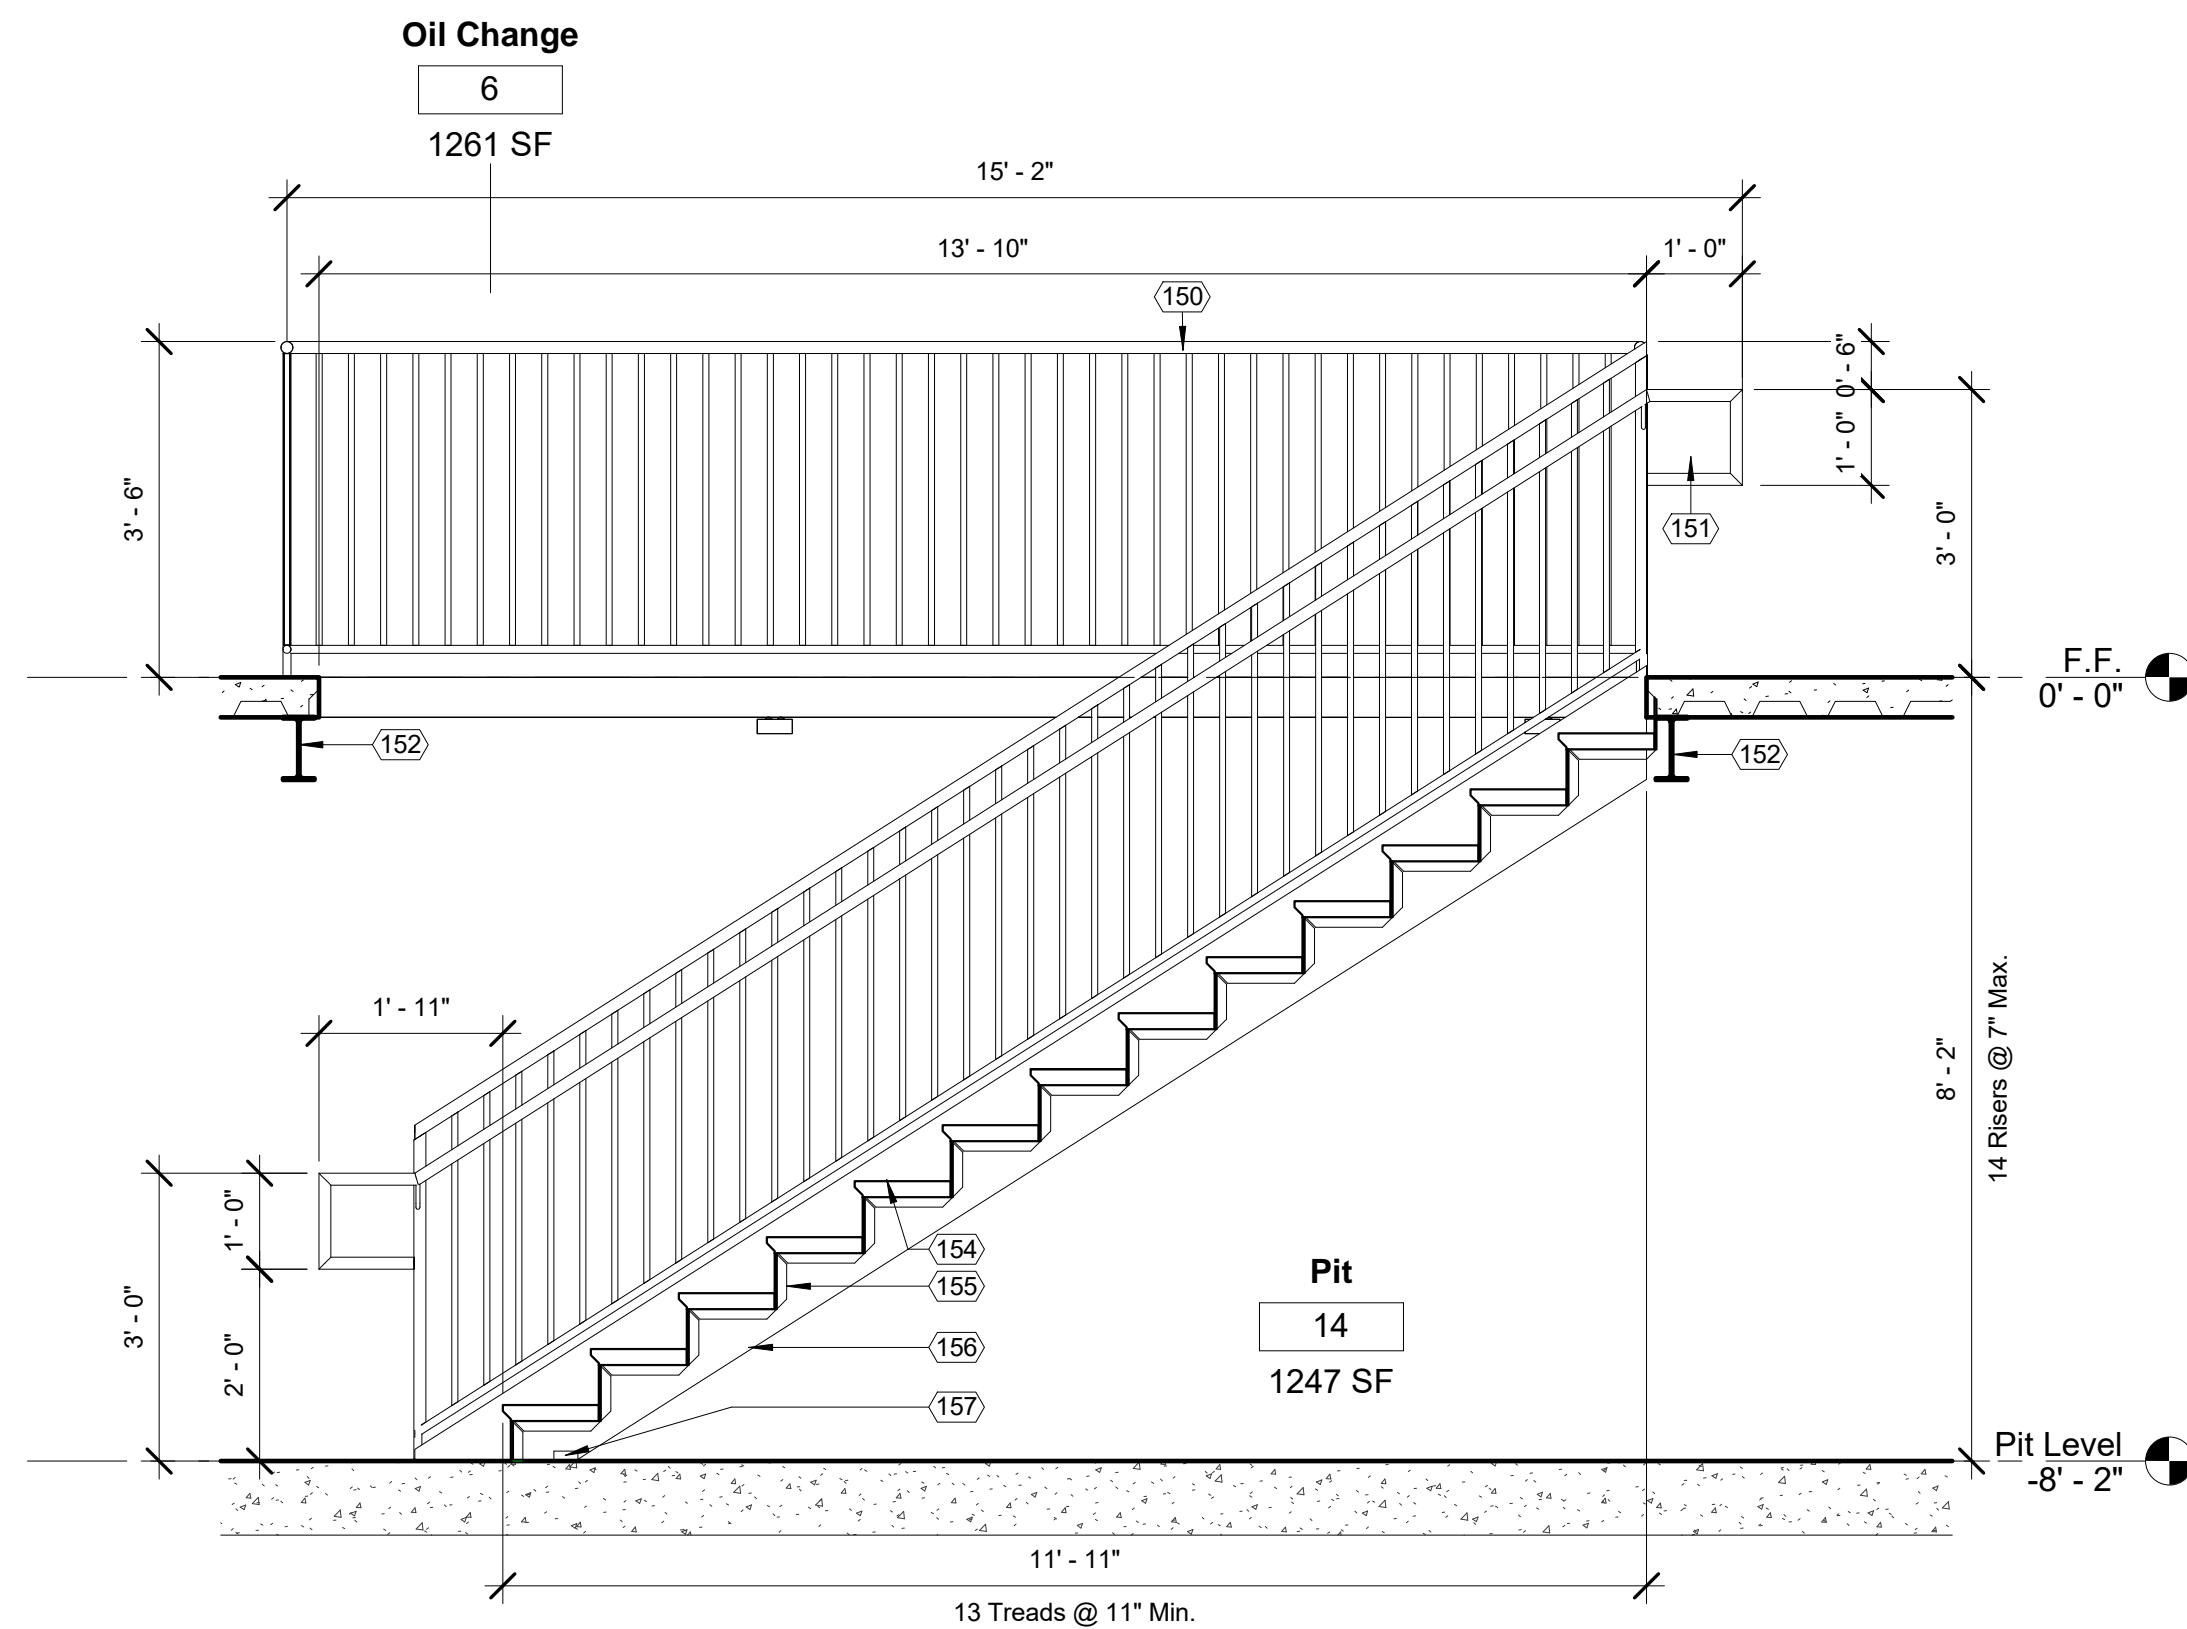 Oil Change
6
1261 SF
15' - 2"
13' - 10"
1' - 0"
150
0' - 6"
1' - 0"
151
3' - 6"
3' - 0"
F.F.
0' - 0"
152
152
1' - 11"
8' - 2"
14 Risers @ 7" Max.
1' - 0"
3' - 0"
2' - 0"
154
155
156
157
Pit
14
1247 SF
Pit Level
-8' - 2"
11' - 11"
13 Treads @ 11" Min.